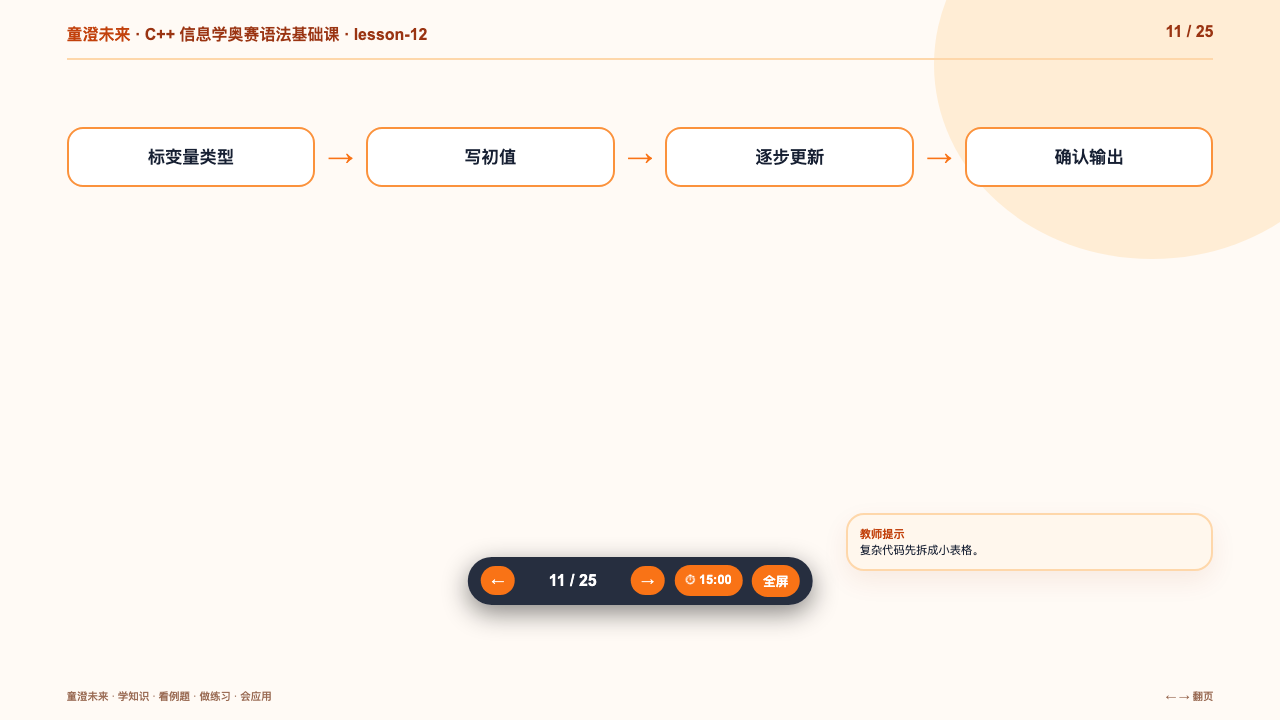 童澄未来 · C++ 信息学奥赛语法基础课 · lesson-12
11 / 25
标变量类型 → 写初值 → 逐步更新 → 确认输出
教师提示
复杂代码先拆成小表格。
← 11 / 25 → ⏱ 15:00 全屏
童澄未来 · 学知识 · 看例题 · 做练习 · 会应用
←→ 翻页